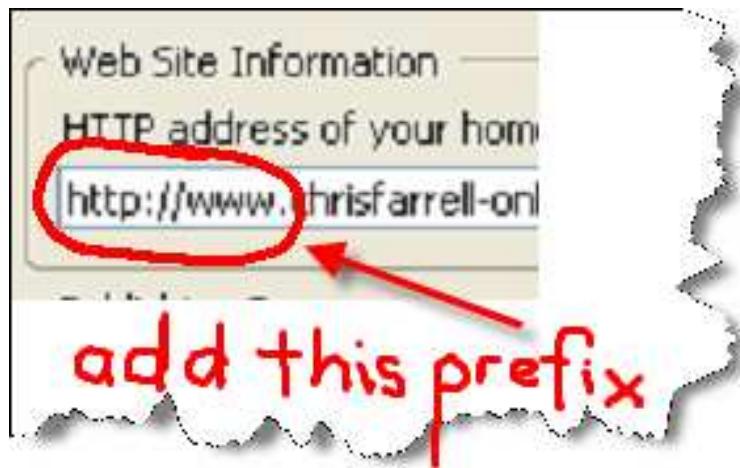 Web Site Information
HTTP address of your hom
http://www.chrisfarrell-onl
add this prefix